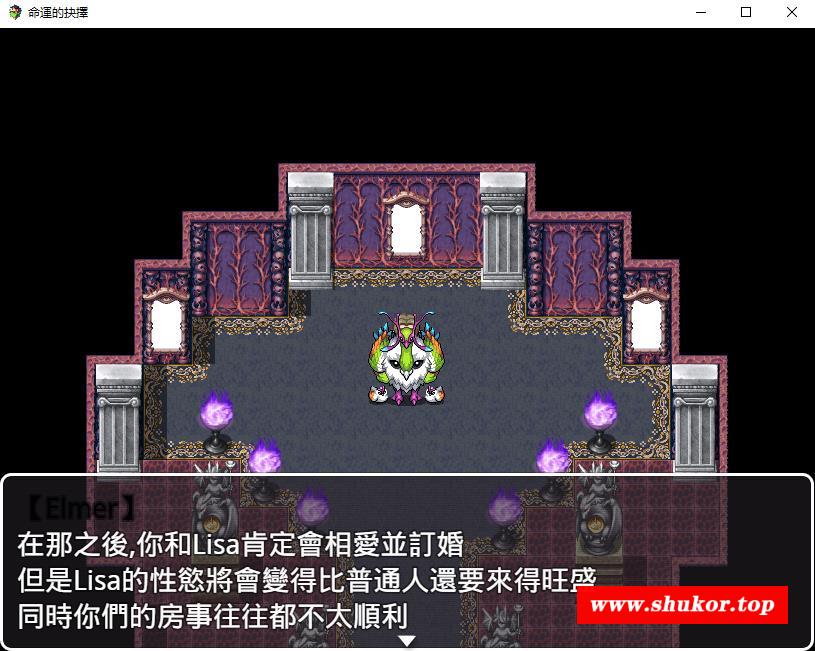 命運的抉擇
【Elmer】
在那之後,你和Lisa肯定會相愛並訂婚
但是Lisa的性慾將會變得比普通人還要來得旺盛
同時你們的房事往往都不太順利
www.shukor.top